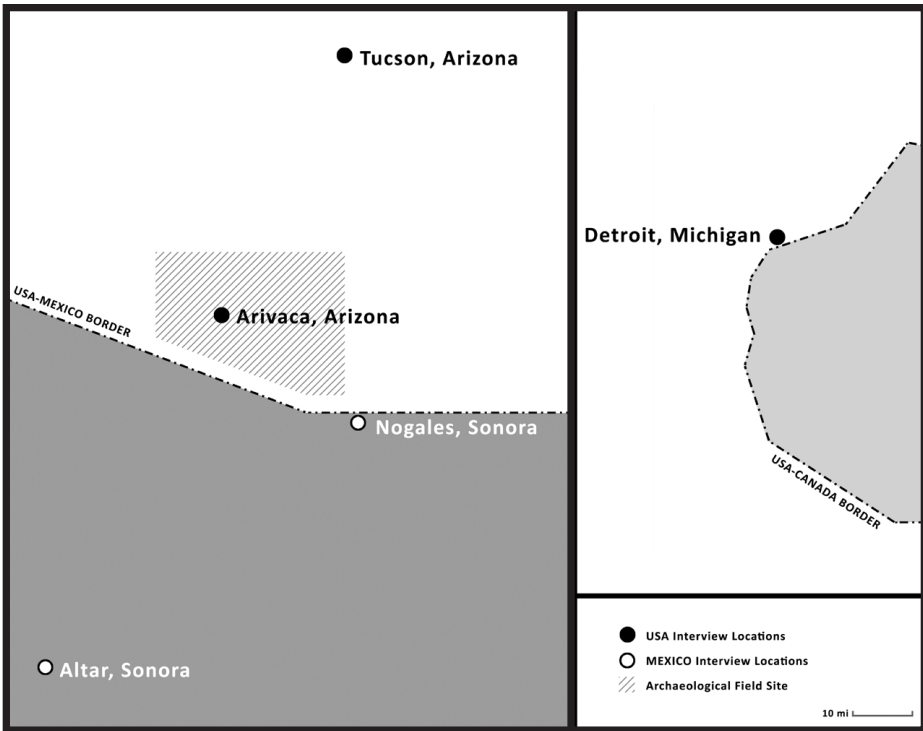 Tucson, Arizona
USA-MEXICO BORDER
Arivaca, Arizona
Nogales, Sonora
Altar, Sonora
Detroit, Michigan
USA-CANADA BORDER
USA Interview Locations
MEXICO Interview Locations
Archaeological Field Site
10 mi